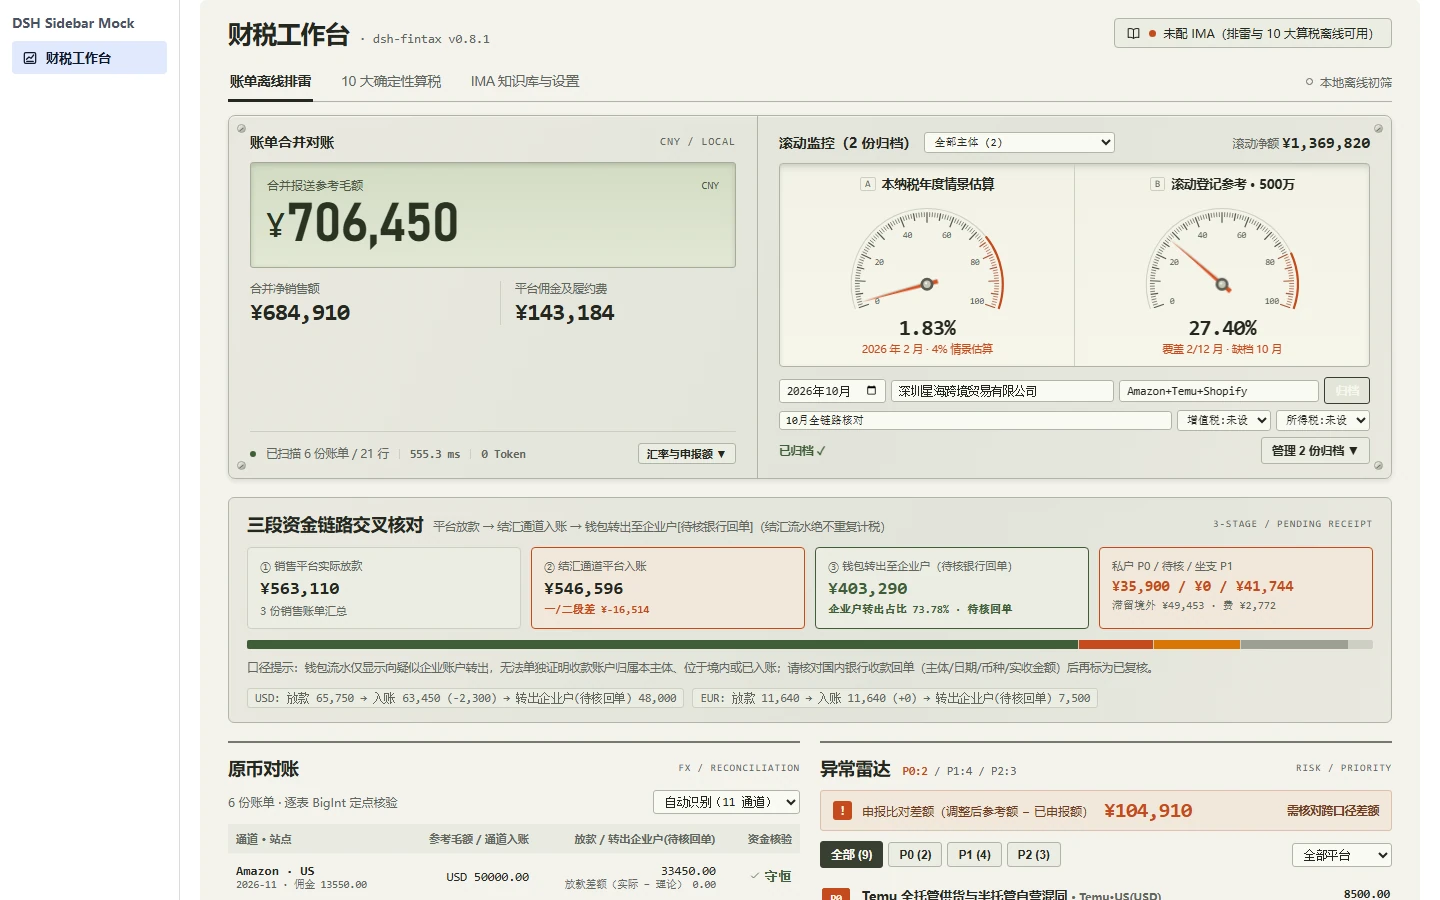 DSH Sidebar Mock
财税工作台
财税工作台 · dsh-fintax v0.8.1
未配 IMA（排雷与 10 大算税离线可用）
账单离线排雷 10 大确定性算税 IMA 知识库与设置 本地离线初筛
账单合并对账 CNY / LOCAL
合并报送参考毛额 CNY
¥706,450
合并净销售额 平台佣金及履约费
¥684,910 ¥143,184
已扫描 6 份账单 / 21 行 555.3 ms 0 Token 汇率与申报额 ▼
滚动监控（2 份归档） 全部主体 (2) 滚动净额 ¥1,369,820
A 本纳税年度情景估算
0 20 40 60 80 100
1.83%
2026 年 2 月 · 4% 情景估算
B 滚动登记参考 • 500万
0 20 40 60 80 100
27.40%
覆盖 2/12 月 · 缺档 10 月
2026年10月 深圳星海跨境贸易有限公司 Amazon+Temu+Shopify 归档
10月全链路核对 增值税:未设 所得税:未设
已归档 ✓ 管理 2 份归档 ▼
三段资金链路交叉核对 平台放款 → 结汇通道入账 → 钱包转出至企业户[待核银行回单]（结汇流水绝不重复计税） 3-STAGE / PENDING RECEIPT
① 销售平台实际放款
¥563,110
3 份销售账单汇总
② 结汇通道平台入账
¥546,596
一/二段差 ¥-16,514
③ 钱包转出至企业户（待核银行回单）
¥403,290
企业户转出占比 73.78% · 待核回单
私户 P0 / 待核 / 坐支 P1
¥35,900 / ¥0 / ¥41,744
滞留境外 ¥49,453 · 费 ¥2,772
口径提示：钱包流水仅显示向疑似企业账户转出，无法单独证明收款账户归属本主体、位于境内或已入账；请核对国内银行收款回单（主体/日期/币种/实收金额）后再标为已复核。
USD: 放款 65,750 → 入账 63,450 (-2,300) → 转出企业户(待核回单) 48,000 EUR: 放款 11,640 → 入账 11,640 (+0) → 转出企业户(待核回单) 7,500
原币对账 FX / RECONCILIATION
6 份账单 · 逐表 BigInt 定点核验 自动识别 (11 通道)
通道 • 站点 参考毛额 / 通道入账 放款 / 转出企业户(待核回单) 资金核验
Amazon · US USD 50000.00 33450.00 ✓ 守恒
2026-11 · 佣金 13550.00 放款差额（实际 − 理论） 0.00
异常雷达 P0:2 / P1:4 / P2:3 RISK / PRIORITY
! 申报比对差额（调整后参考额 − 已申报额） ¥104,910 需核对跨口径差额
全部 (9) P0 (2) P1 (4) P2 (3) 全部平台
P0 Temu 全托管供货与半托管自营混同 • Temu•US(USD) 8500.00